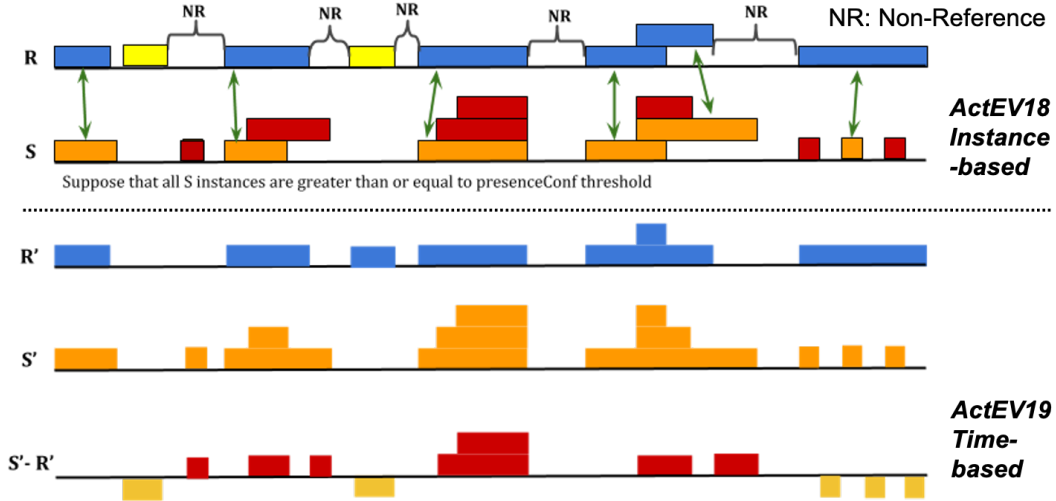 NR
NR
NR
NR
NR
NR: Non-Reference
R
ActEV18
Instance
-based
S
Suppose that all S instances are greater than or equal to presenceConf threshold
R’
S’
ActEV19
Time-
based
S’- R’